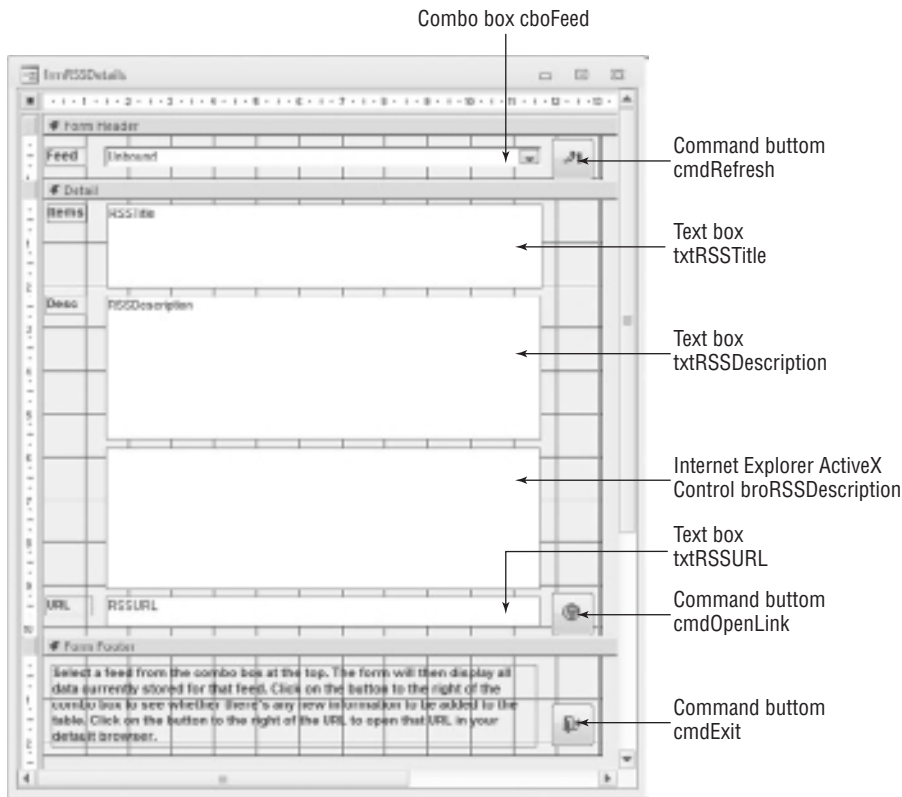 Combo box cboFeed
frmRSSDetails
Form Header
Feed
Unbound
Command buttom
cmdRefresh
Detail
Items
RSSTitle
Text box
txtRSSTitle
Desc
RSSDescription
Text box
txtRSSDescription
Internet Explorer ActiveX
Control broRSSDescription
Text box
txtRSSURL
URL
RSSURL
Command buttom
cmdOpenLink
Form Footer
Select a feed from the combo box at the top. The form will then display all
data currently stored for that feed. Click on the button to the right of the
combo box to see whether there's any new information to be added to the
table. Click on the button to the right of the URL to open that URL in your
default browser.
Command buttom
cmdExit